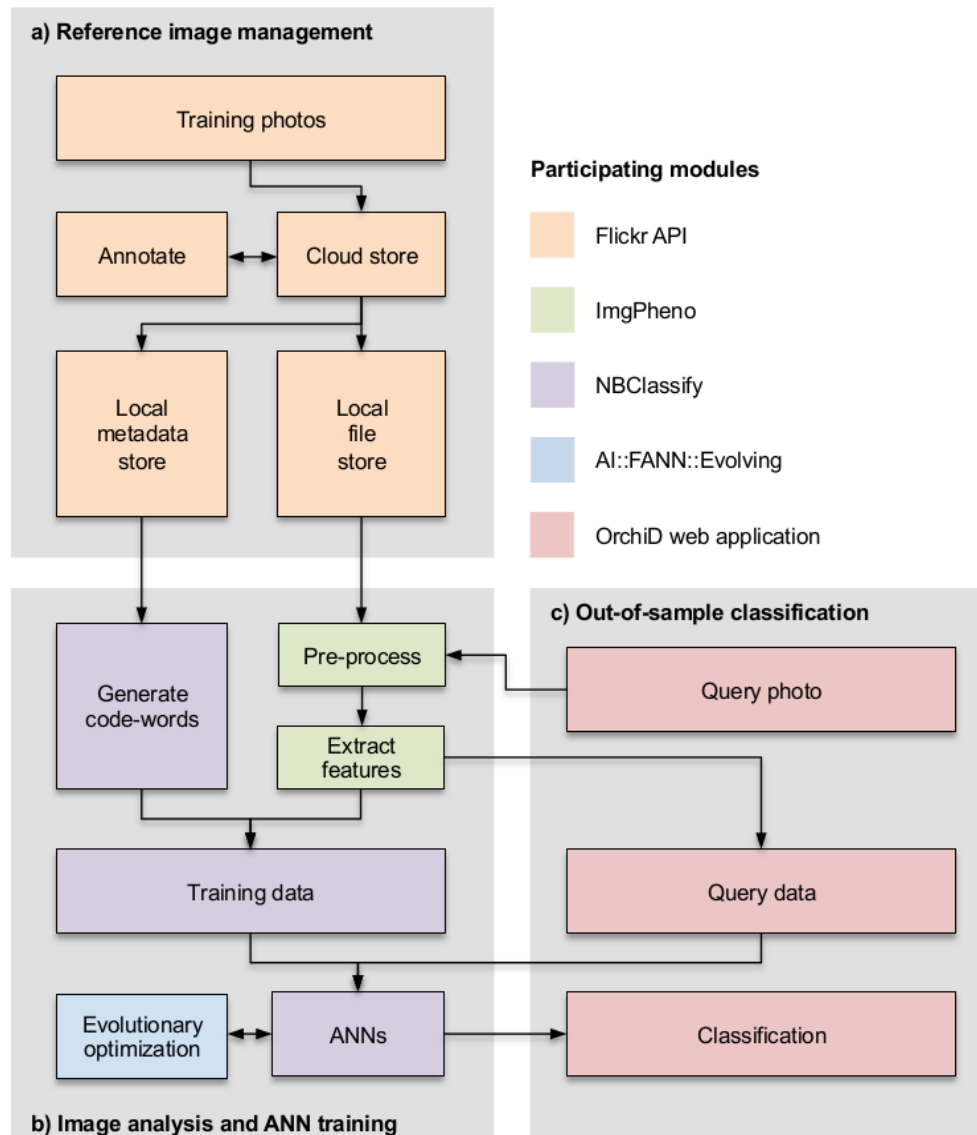 a) Reference image management
Training photos
Annotate
Cloud store
Local
metadata
store
Local
file
store
Participating modules
Flickr API
ImgPheno
NBClassify
AI::FANN::Evolving
OrchiD web application
Generate
code-words
Pre-process
Extract
features
Training data
Evolutionary
optimization
ANNs
b) Image analysis and ANN training
c) Out-of-sample classification
Query photo
Query data
Classification